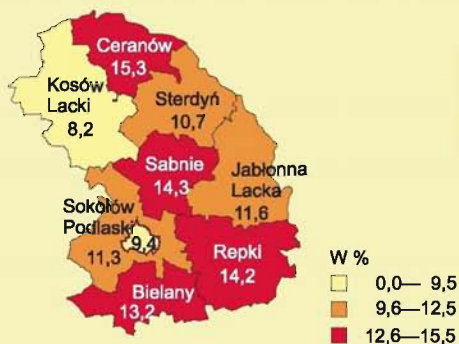 Ceranów
15,3
Kosów
Lacki
8,2
Sterdyń
10,7
Sabnie
14,3
Jabłonna
Lacka
11,6
Sokołów
Podlaski
9,4
11,3
Repki
14,2
Bielany
13,2
W %
0,0— 9,5
9,6—12,5
12,6—15,5